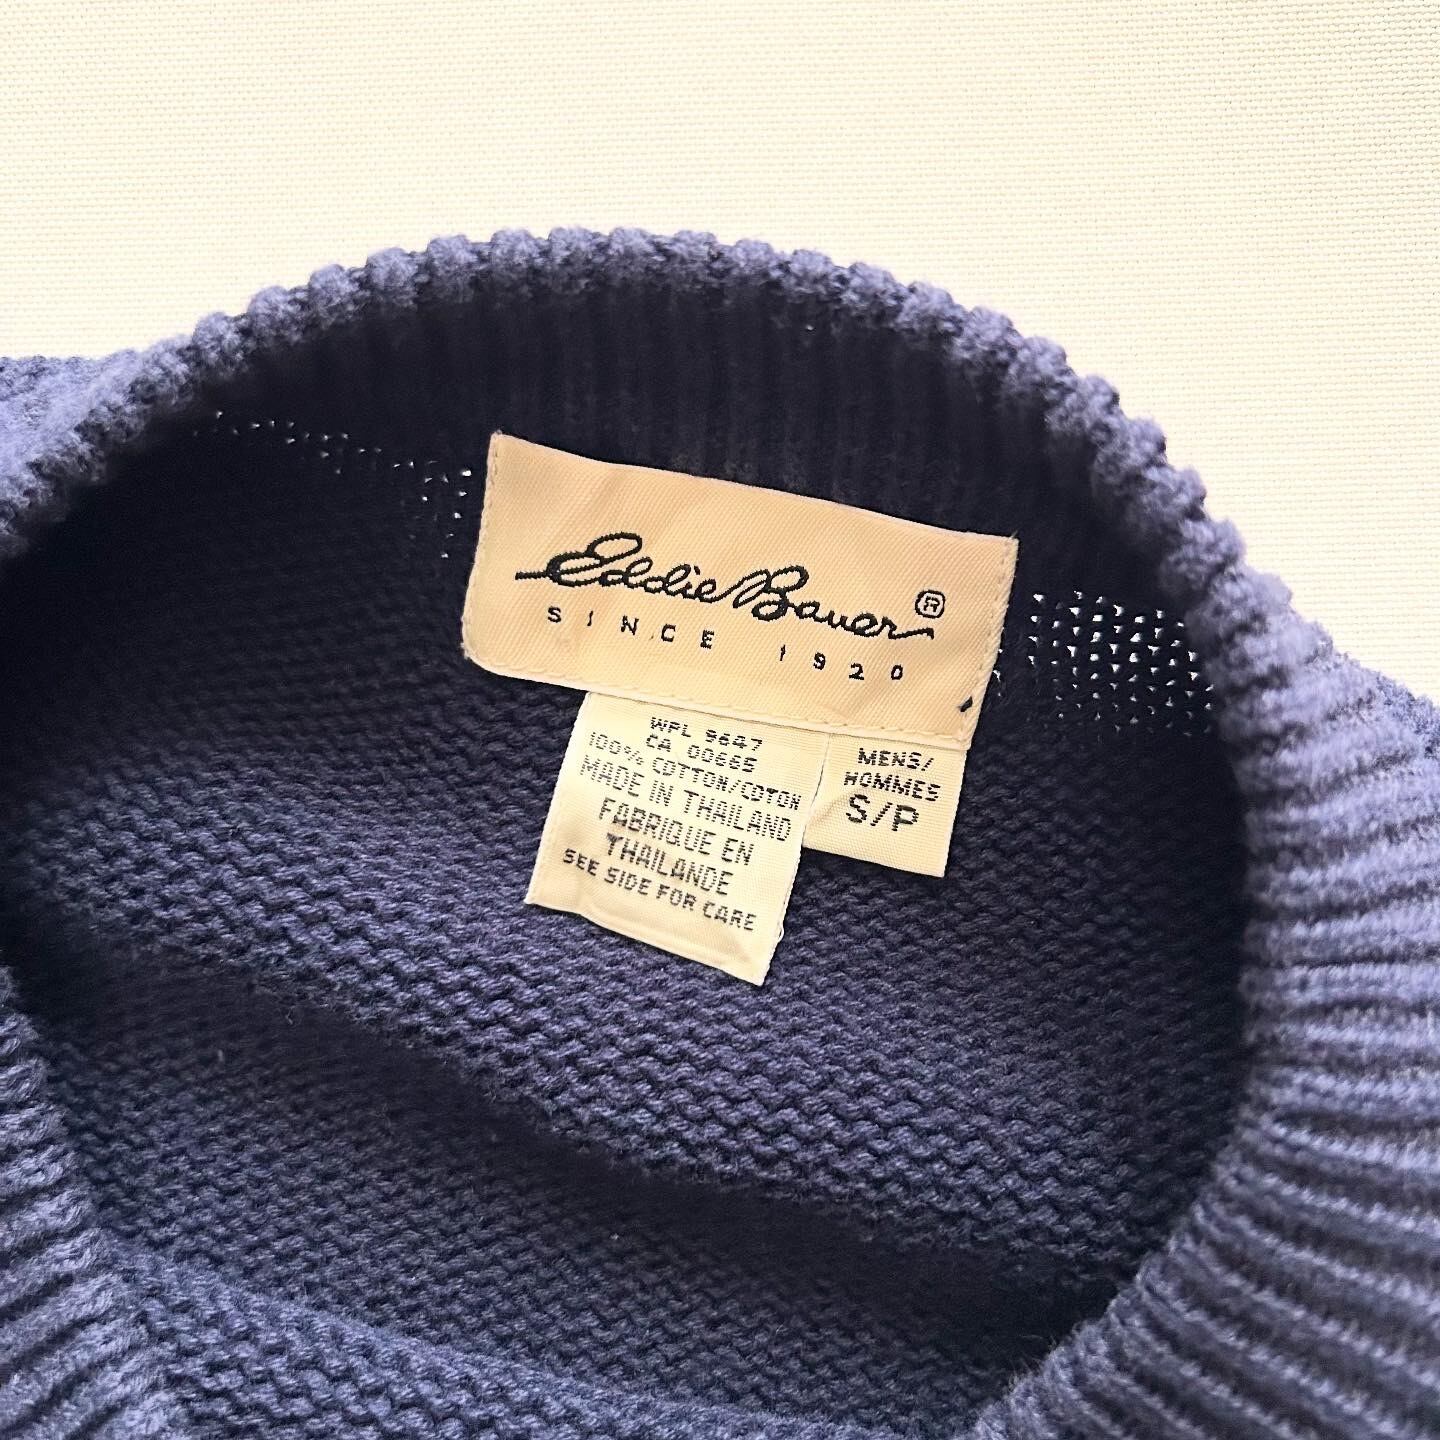 Eddie Bauer®
SINCE 1920
WPL 9647
CA 00665
100% COTTON/COTON
MADE IN THAILAND
FABRIQUE EN
THAILANDE
SEE SIDE FOR CARE
MENS/
HOMMES
S/P